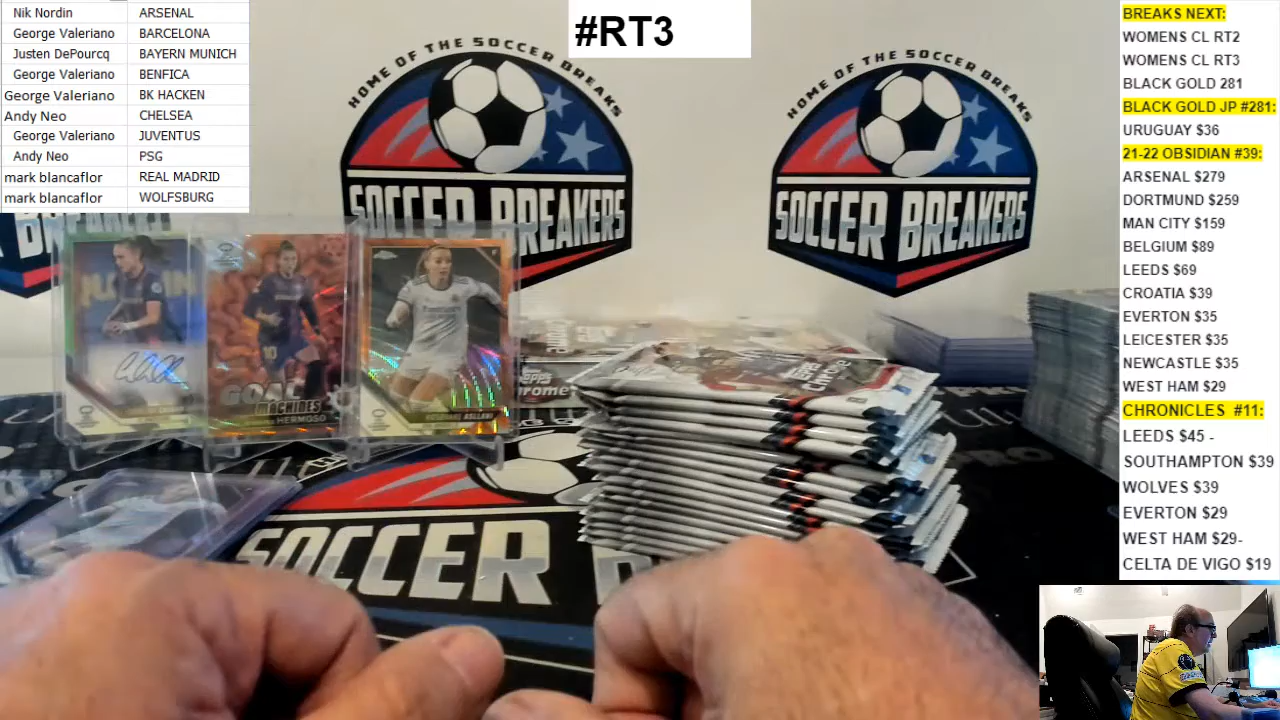 Nik Nordin ARSENAL
George Valeriano BARCELONA
Justen DePourcq BAYERN MUNICH
George Valeriano BENFICA
George Valeriano BK HACKEN
Andy Neo CHELSEA
George Valeriano JUVENTUS
Andy Neo PSG
mark blancaflor REAL MADRID
mark blancaflor WOLFSBURG
#RT3
BREAKS NEXT:
WOMENS CL RT2
WOMENS CL RT3
BLACK GOLD 281
BLACK GOLD JP #281:
URUGUAY $36
21-22 OBSIDIAN #39:
ARSENAL $279
DORTMUND $259
MAN CITY $159
BELGIUM $89
LEEDS $69
CROATIA $39
EVERTON $35
LEICESTER $35
NEWCASTLE $35
WEST HAM $29
CHRONICLES #11:
LEEDS $45 -
SOUTHAMPTON $39
WOLVES $39
EVERTON $29
WEST HAM $29-
CELTA DE VIGO $19
HOME OF THE SOCCER BREAKS
SOCCER BREAKERS
HOME OF THE SOCCER BREAKS
SOCCER BREAKERS
10
GOAL
MACHINES
HERMOSO
ASLLANI
topps
chrome
SOCCER